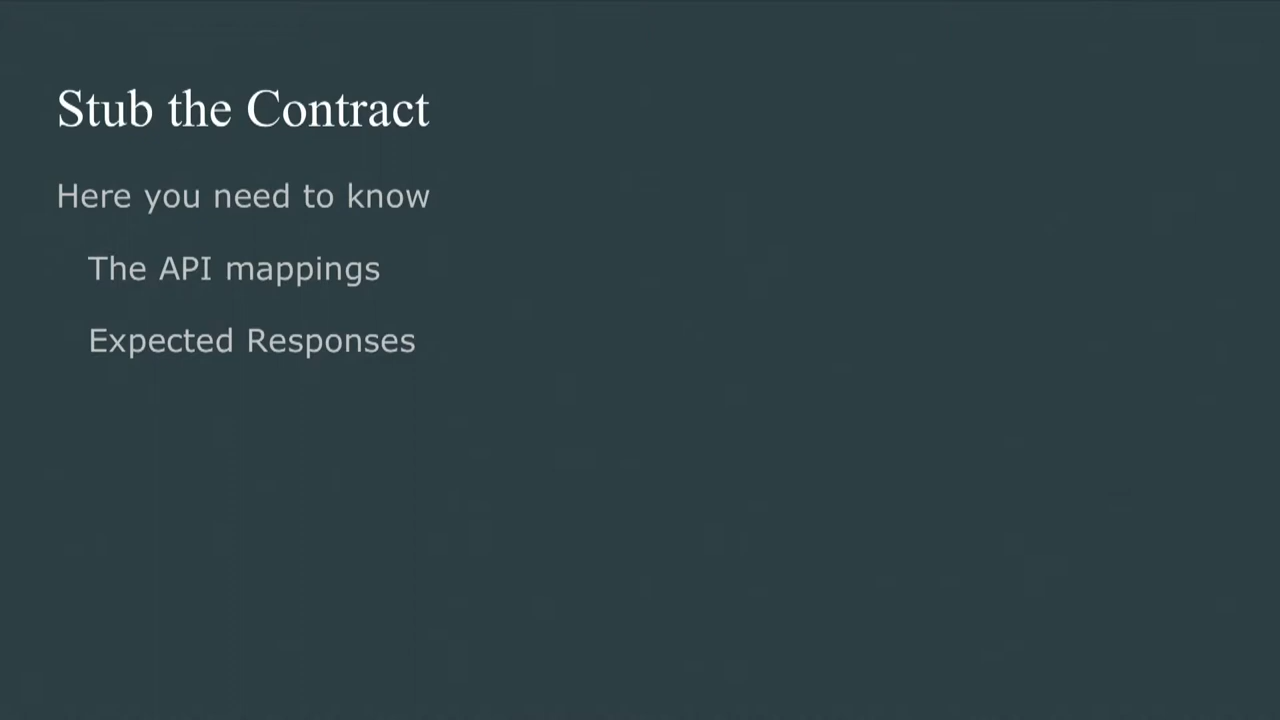 Stub the Contract
Here you need to know
The API mappings
Expected Responses